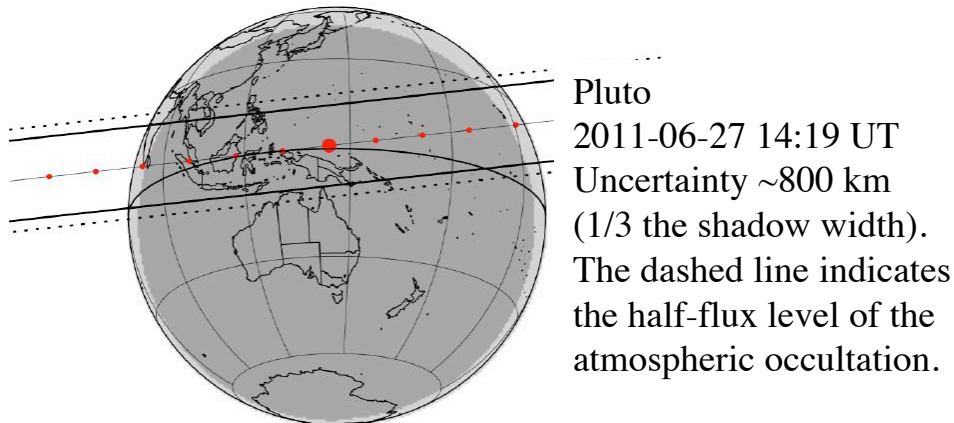 Pluto
2011-06-27 14:19 UT
Uncertainty ~800 km
(1/3 the shadow width).
The dashed line indicates
the half-flux level of the
atmospheric occultation.